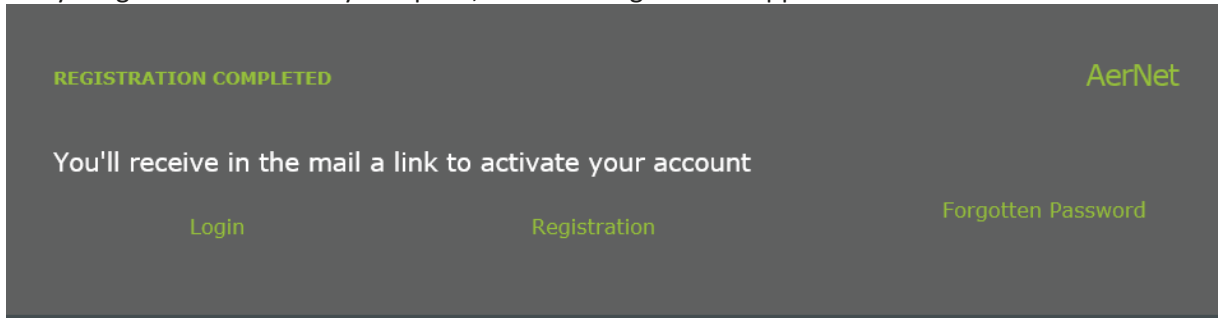 REGISTRATION COMPLETED
AerNet
You'll receive in the mail a link to activate your account
Login
Registration
Forgotten Password